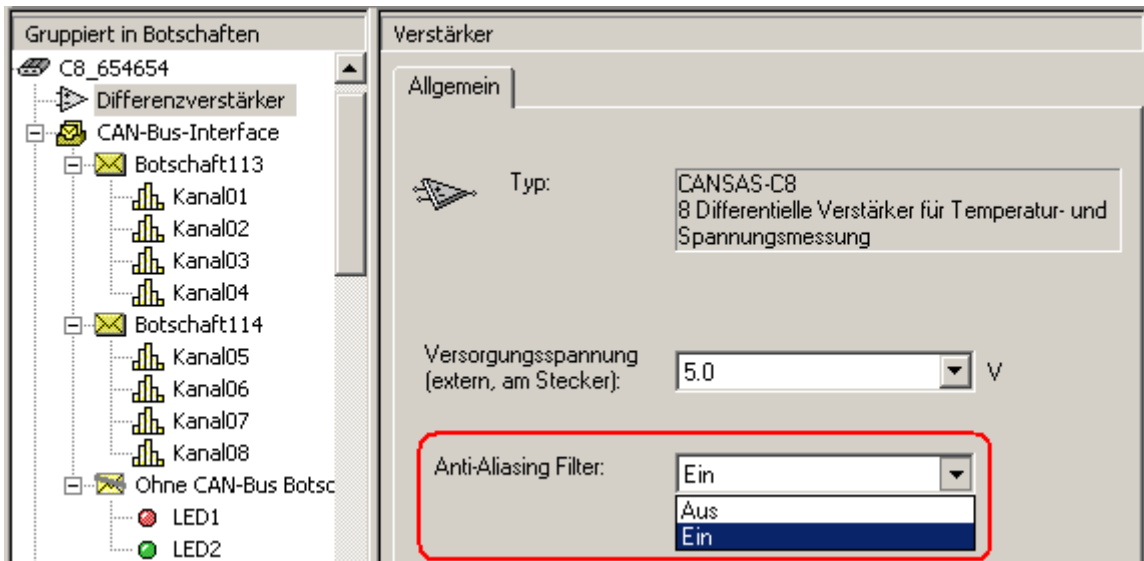 Gruppiert in Botschaften
C8_654654
Differenzverstärker
CAN-Bus-Interface
Botschaft113
Kanal01
Kanal02
Kanal03
Kanal04
Botschaft114
Kanal05
Kanal06
Kanal07
Kanal08
Ohne CAN-Bus Botsc
LED1
LED2
Verstärker
Allgemein
Typ:
CANSAS-C8
8 Differentielle Verstärker für Temperatur- und
Spannungsmessung
Versorgungsspannung
(extern, am Stecker):
5.0
V
Anti-Aliasing Filter:
Ein
Aus
Ein